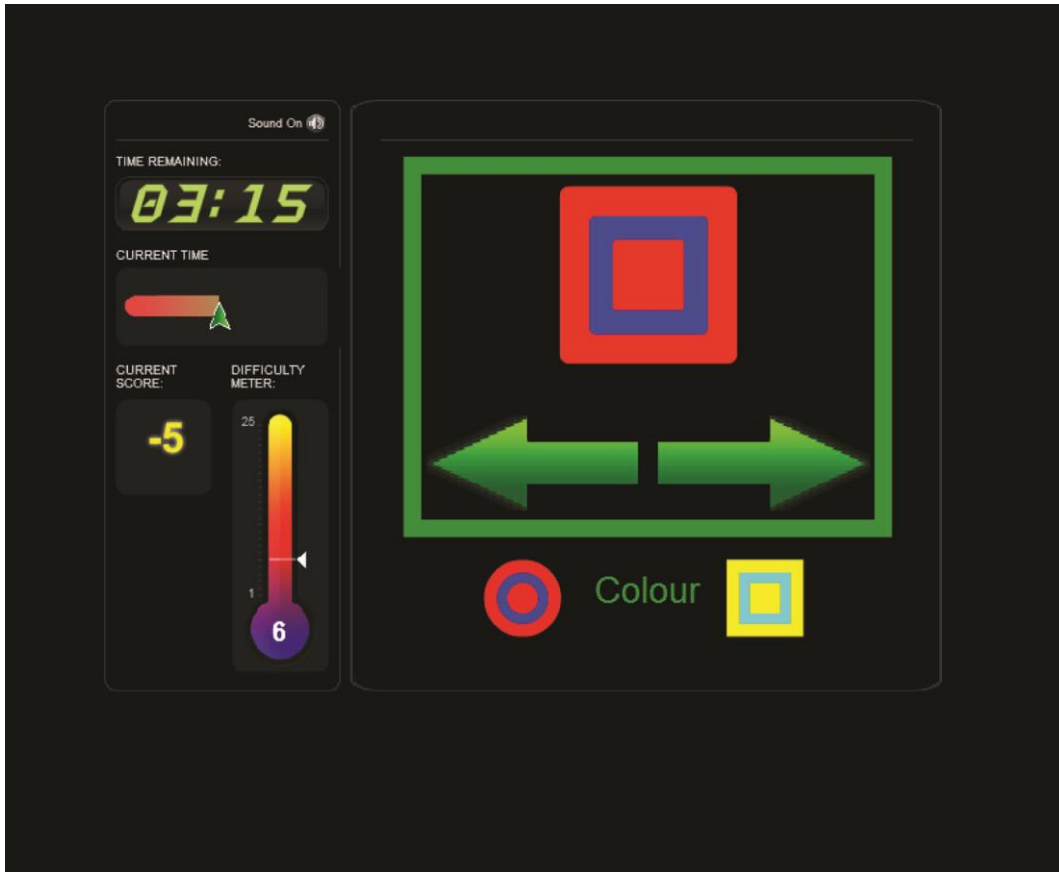 Sound On
TIME REMAINING:
03:15
CURRENT TIME
CURRENT
SCORE:
-5
DIFFICULTY
METER:
25
1
6
Colour